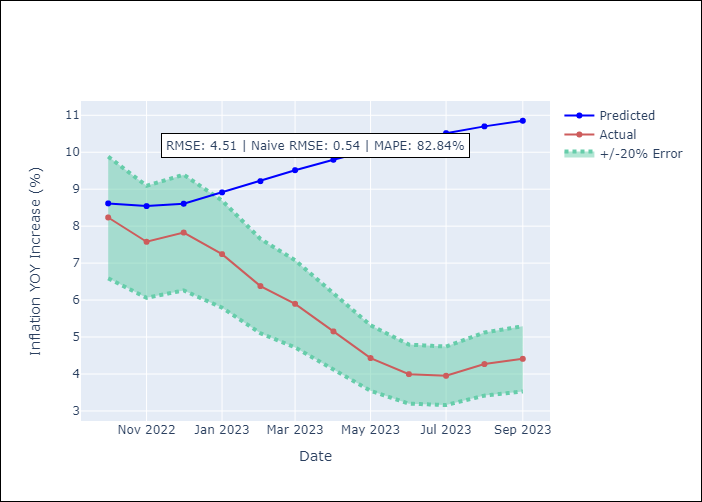 11
10
9
8
7
6
5
4
3
Inflation YOY Increase (%)
RMSE: 4.51 | Naive RMSE: 0.54 | MAPE: 82.84%
Predicted
Actual
+/-20% Error
Nov 2022 Jan 2023 Mar 2023 May 2023 Jul 2023 Sep 2023
Date